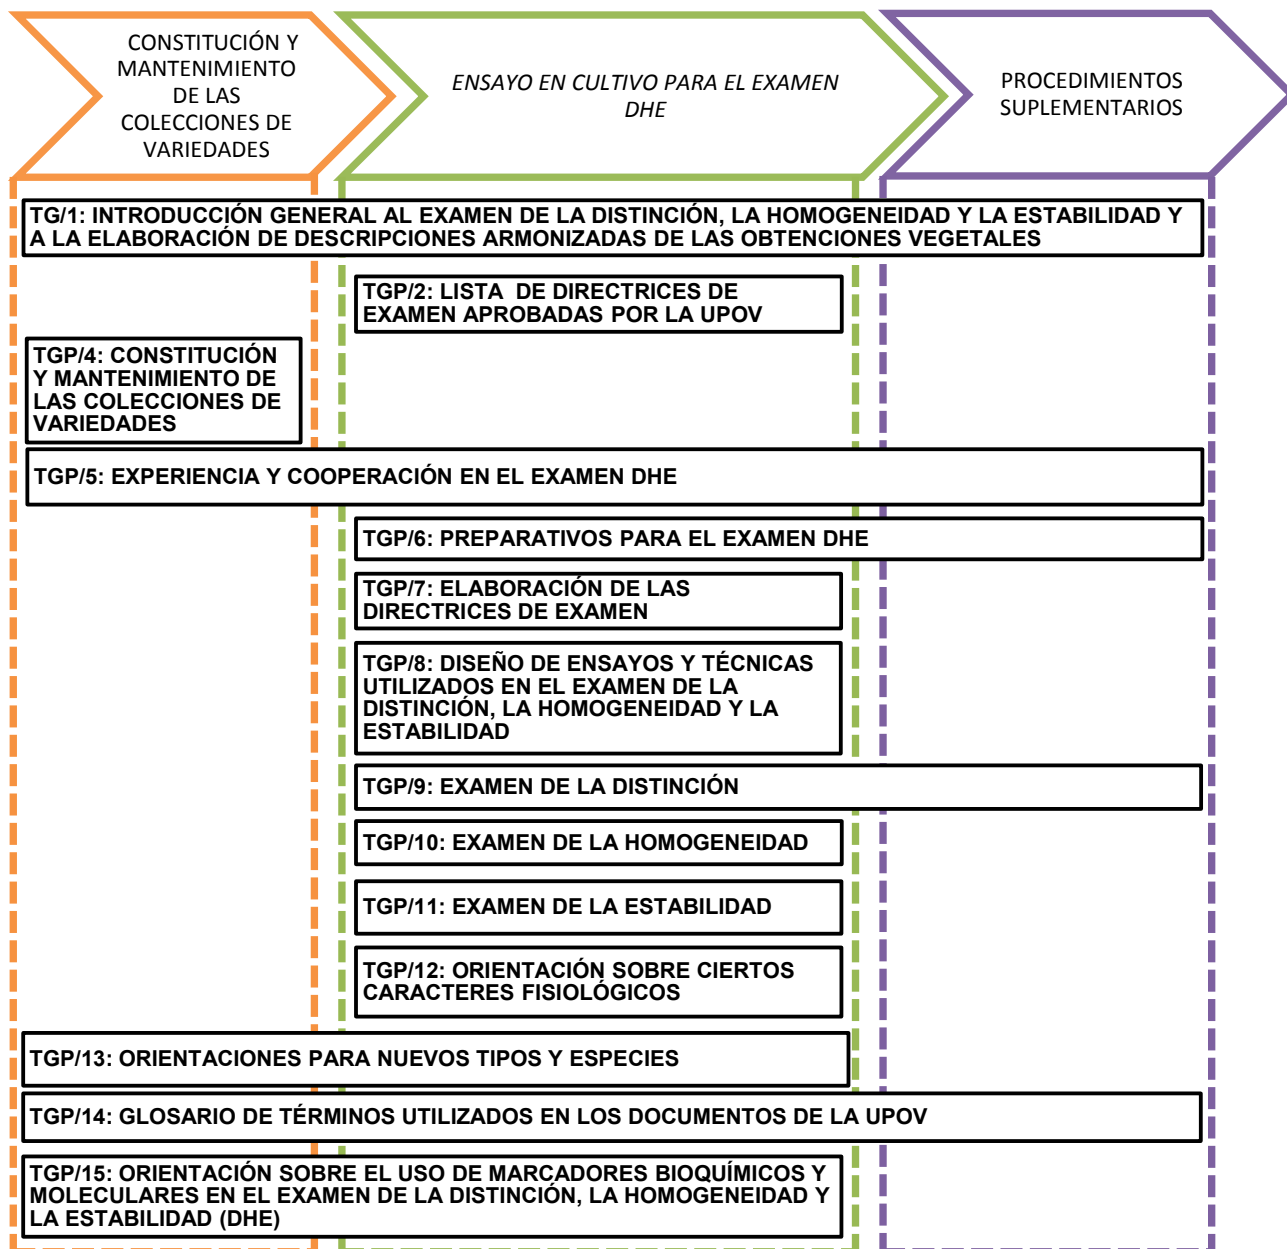 CONSTITUCIÓN Y
MANTENIMIENTO
DE LAS
COLECCIONES DE
VARIEDADES
ENSAYO EN CULTIVO PARA EL EXAMEN
DHE
PROCEDIMIENTOS
SUPLEMENTARIOS
TG/1: INTRODUCCIÓN GENERAL AL EXAMEN DE LA DISTINCIÓN, LA HOMOGENEIDAD Y LA ESTABILIDAD Y
A LA ELABORACIÓN DE DESCRIPCIONES ARMONIZADAS DE LAS OBTENCIONES VEGETALES
TGP/2: LISTA DE DIRECTRICES DE
EXAMEN APROBADAS POR LA UPOV
TGP/4: CONSTITUCIÓN
Y MANTENIMIENTO DE
LAS COLECCIONES DE
VARIEDADES
TGP/5: EXPERIENCIA Y COOPERACIÓN EN EL EXAMEN DHE
TGP/6: PREPARATIVOS PARA EL EXAMEN DHE
TGP/7: ELABORACIÓN DE LAS
DIRECTRICES DE EXAMEN
TGP/8: DISEÑO DE ENSAYOS Y TÉCNICAS
UTILIZADOS EN EL EXAMEN DE LA
DISTINCIÓN, LA HOMOGENEIDAD Y LA
ESTABILIDAD
TGP/9: EXAMEN DE LA DISTINCIÓN
TGP/10: EXAMEN DE LA HOMOGENEIDAD
TGP/11: EXAMEN DE LA ESTABILIDAD
TGP/12: ORIENTACIÓN SOBRE CIERTOS
CARACTERES FISIOLÓGICOS
TGP/13: ORIENTACIONES PARA NUEVOS TIPOS Y ESPECIES
TGP/14: GLOSARIO DE TÉRMINOS UTILIZADOS EN LOS DOCUMENTOS DE LA UPOV
TGP/15: ORIENTACIÓN SOBRE EL USO DE MARCADORES BIOQUÍMICOS Y
MOLECULARES EN EL EXAMEN DE LA DISTINCIÓN, LA HOMOGENEIDAD Y
LA ESTABILIDAD (DHE)